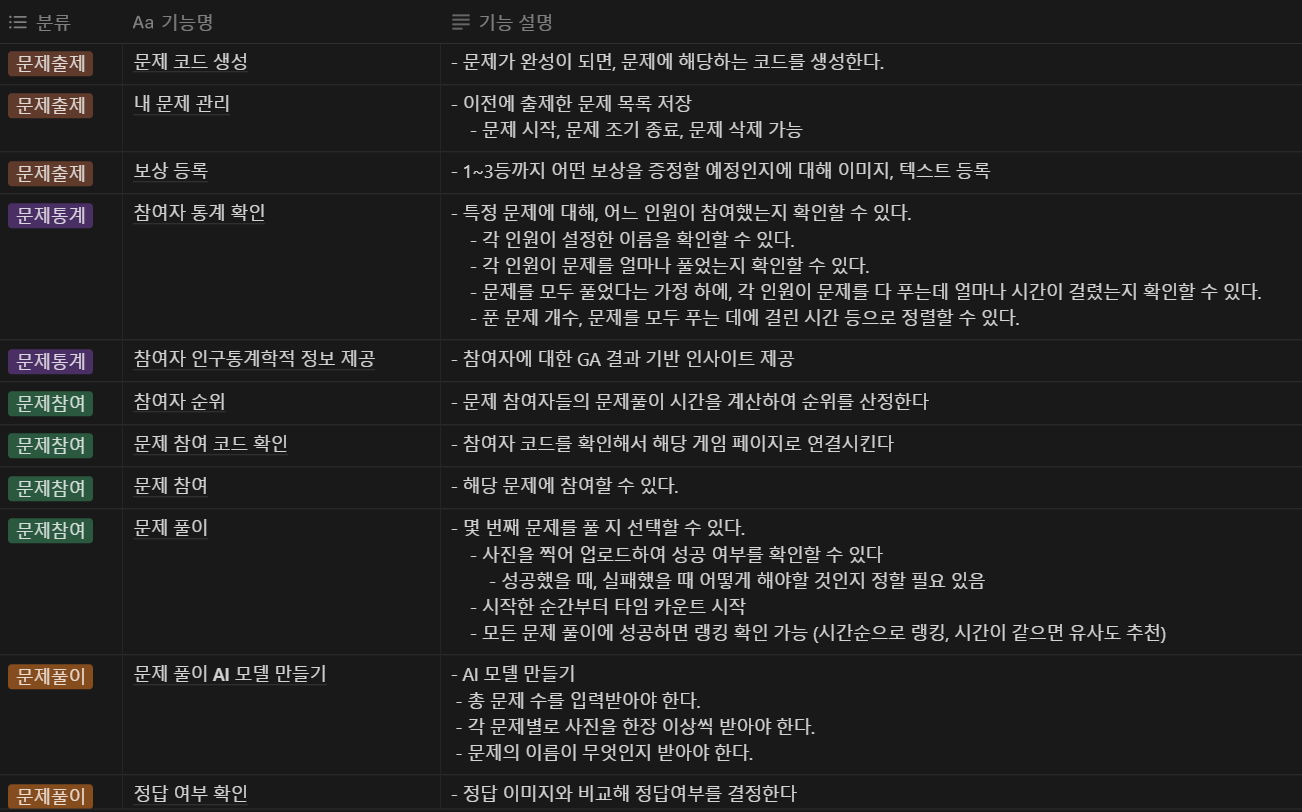 분류 Aa 기능명 기능 설명
문제출제 문제 코드 생성 - 문제가 완성이 되면, 문제에 해당하는 코드를 생성한다.
문제출제 내 문제 관리 - 이전에 출제한 문제 목록 저장
- 문제 시작, 문제 조기 종료, 문제 삭제 가능
문제출제 보상 등록 - 1~3등까지 어떤 보상을 증정할 예정인지에 대해 이미지, 텍스트 등록
문제통계 참여자 통계 확인 - 특정 문제에 대해, 어느 인원이 참여했는지 확인할 수 있다.
- 각 인원이 설정한 이름을 확인할 수 있다.
- 각 인원이 문제를 얼마나 풀었는지 확인할 수 있다.
- 문제를 모두 풀었다는 가정 하에, 각 인원이 문제를 다 푸는데 얼마나 시간이 걸렸는지 확인할 수 있다.
- 푼 문제 개수, 문제를 모두 푸는 데에 걸린 시간 등으로 정렬할 수 있다.
문제통계 참여자 인구통계학적 정보 제공 - 참여자에 대한 GA 결과 기반 인사이트 제공
문제참여 참여자 순위 - 문제 참여자들의 문제풀이 시간을 계산하여 순위를 산정한다
문제참여 문제 참여 코드 확인 - 참여자 코드를 확인해서 해당 게임 페이지로 연결시킨다
문제참여 문제 참여 - 해당 문제에 참여할 수 있다.
문제참여 문제 풀이 - 몇 번째 문제를 풀 지 선택할 수 있다.
- 사진을 찍어 업로드하여 성공 여부를 확인할 수 있다
- 성공했을 때, 실패했을 때 어떻게 해야할 것인지 정할 필요 있음
- 시작한 순간부터 타임 카운트 시작
- 모든 문제 풀이에 성공하면 랭킹 확인 가능 (시간순으로 랭킹, 시간이 같으면 유사도 추천)
문제풀이 문제 풀이 AI 모델 만들기 - AI 모델 만들기
- 총 문제 수를 입력받아야 한다.
- 각 문제별로 사진을 한장 이상씩 받아야 한다.
- 문제의 이름이 무엇인지 받아야 한다.
문제풀이 정답 여부 확인 - 정답 이미지와 비교해 정답여부를 결정한다